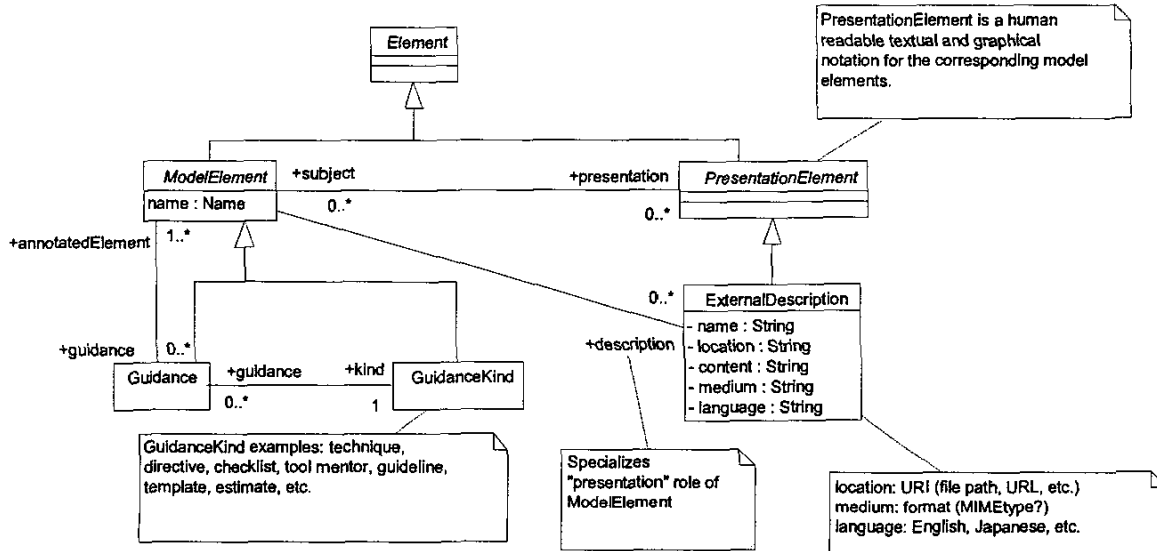 PresentationElement is a human
readable textual and graphical
notation for the corresponding model
elements.
Element
ModelElement
name : Name
+subject
0..*
+presentation
0..*
PresentationElement
+annotatedElement
1..*
0..*
ExternalDescription
- name : String
- location : String
- content : String
- medium : String
- language : String
+description
+guidance
0..*
Guidance
+guidance
0..*
+kind
1
GuidanceKind
GuidanceKind examples: technique,
directive, checklist, tool mentor, guideline,
template, estimate, etc.
Specializes
"presentation" role of
ModelElement
location: URI (file path, URL, etc.)
medium: format (MIMEtype?)
language: English, Japanese, etc.